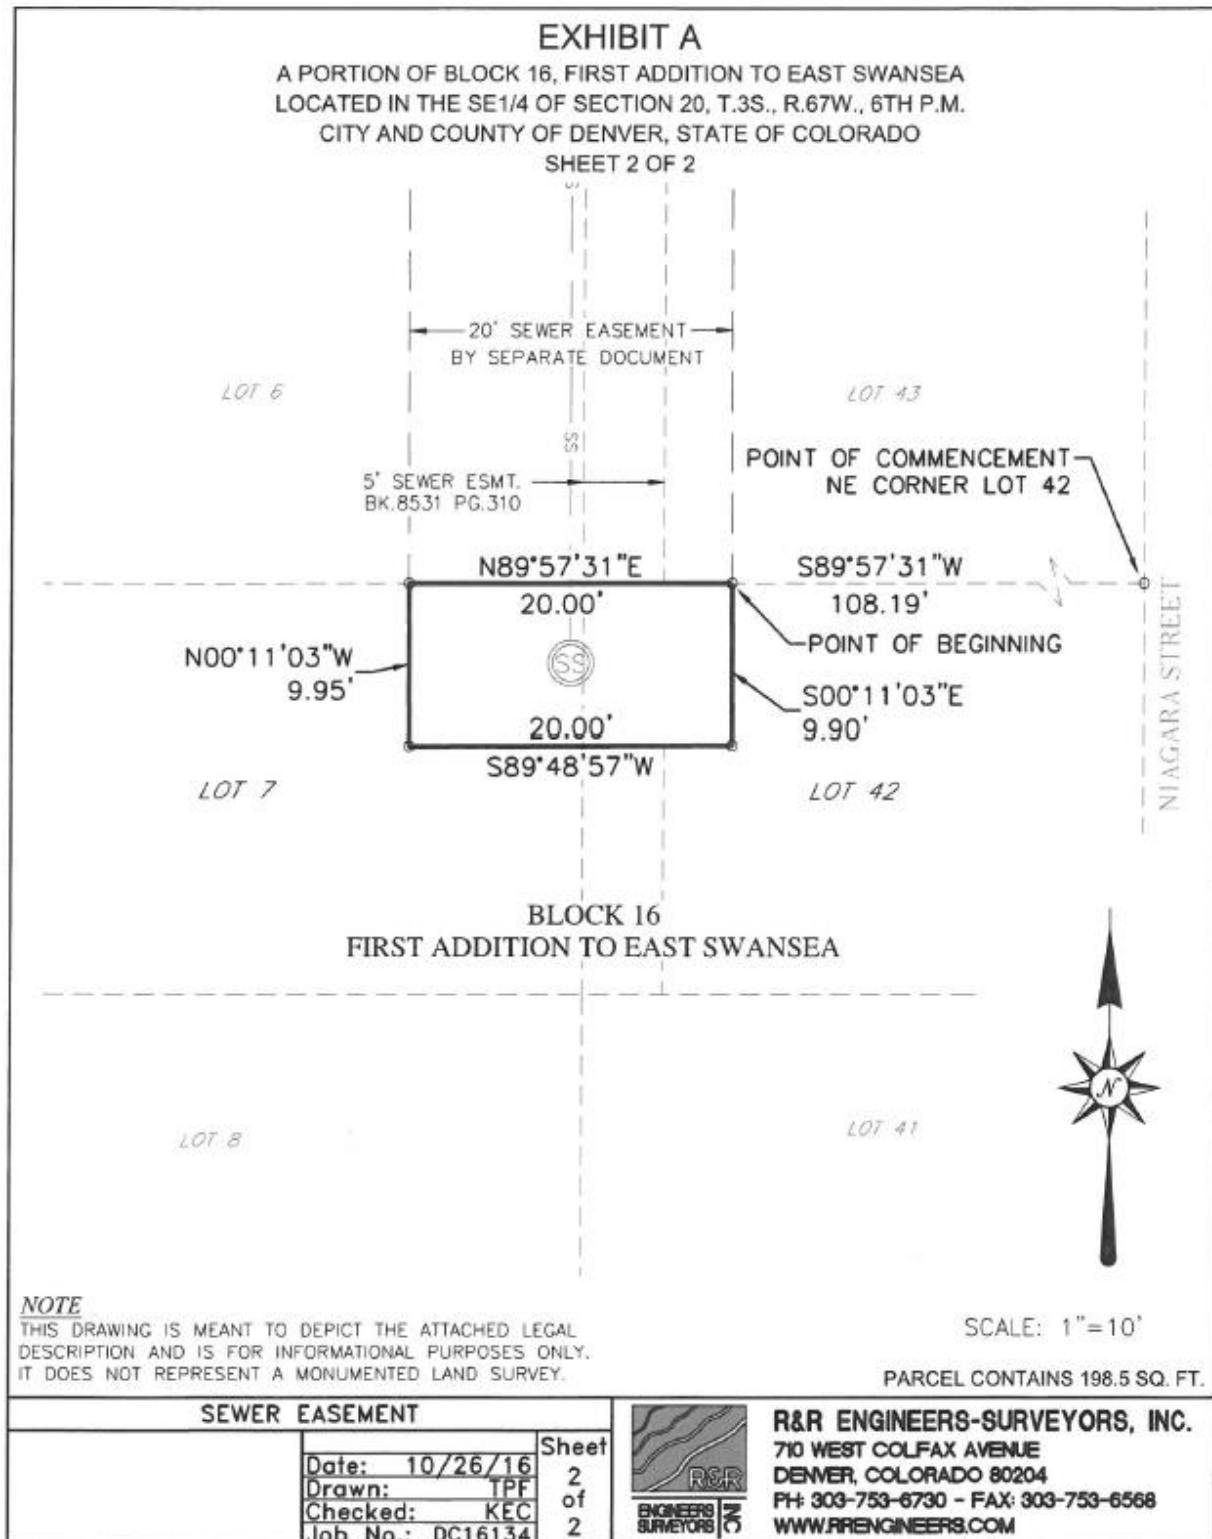 EXHIBIT A
A PORTION OF BLOCK 16, FIRST ADDITION TO EAST SWANSEA
LOCATED IN THE SE1/4 OF SECTION 20, T.3S., R.67W., 6TH P.M.
CITY AND COUNTY OF DENVER, STATE OF COLORADO
SHEET 2 OF 2
S
20' SEWER EASEMENT
BY SEPARATE DOCUMENT
LOT 6
LOT 43
SS
POINT OF COMMENCEMENT
NE CORNER LOT 42
5' SEWER ESMT.
BK.8531 PG.310
N89°57'31"E
20.00'
S89°57'31"W
108.19'
POINT OF BEGINNING
N00°11'03"W
9.95'
SS
S00°11'03"E
9.90'
20.00'
S89°48'57"W
NIAGARA STREET
LOT 7
LOT 42
BLOCK 16
FIRST ADDITION TO EAST SWANSEA
N
LOT 8
LOT 41
NOTE
THIS DRAWING IS MEANT TO DEPICT THE ATTACHED LEGAL
DESCRIPTION AND IS FOR INFORMATIONAL PURPOSES ONLY.
IT DOES NOT REPRESENT A MONUMENTED LAND SURVEY.
SCALE: 1"=10'
PARCEL CONTAINS 198.5 SQ. FT.
SEWER EASEMENT
Date: 10/26/16
Drawn: TPF
Checked: KEC
Job. No.: DC16134
Sheet
2
of
2
R&R
ENGINEERS
SURVEYORS
INC
R&R ENGINEERS-SURVEYORS, INC.
710 WEST COLFAX AVENUE
DENVER, COLORADO 80204
PH: 303-753-6730 - FAX: 303-753-6568
WWW.RRENGINEERS.COM